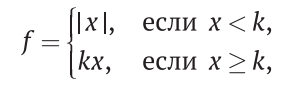 f = { |x|, если x < k,
kx, если x ≥ k,